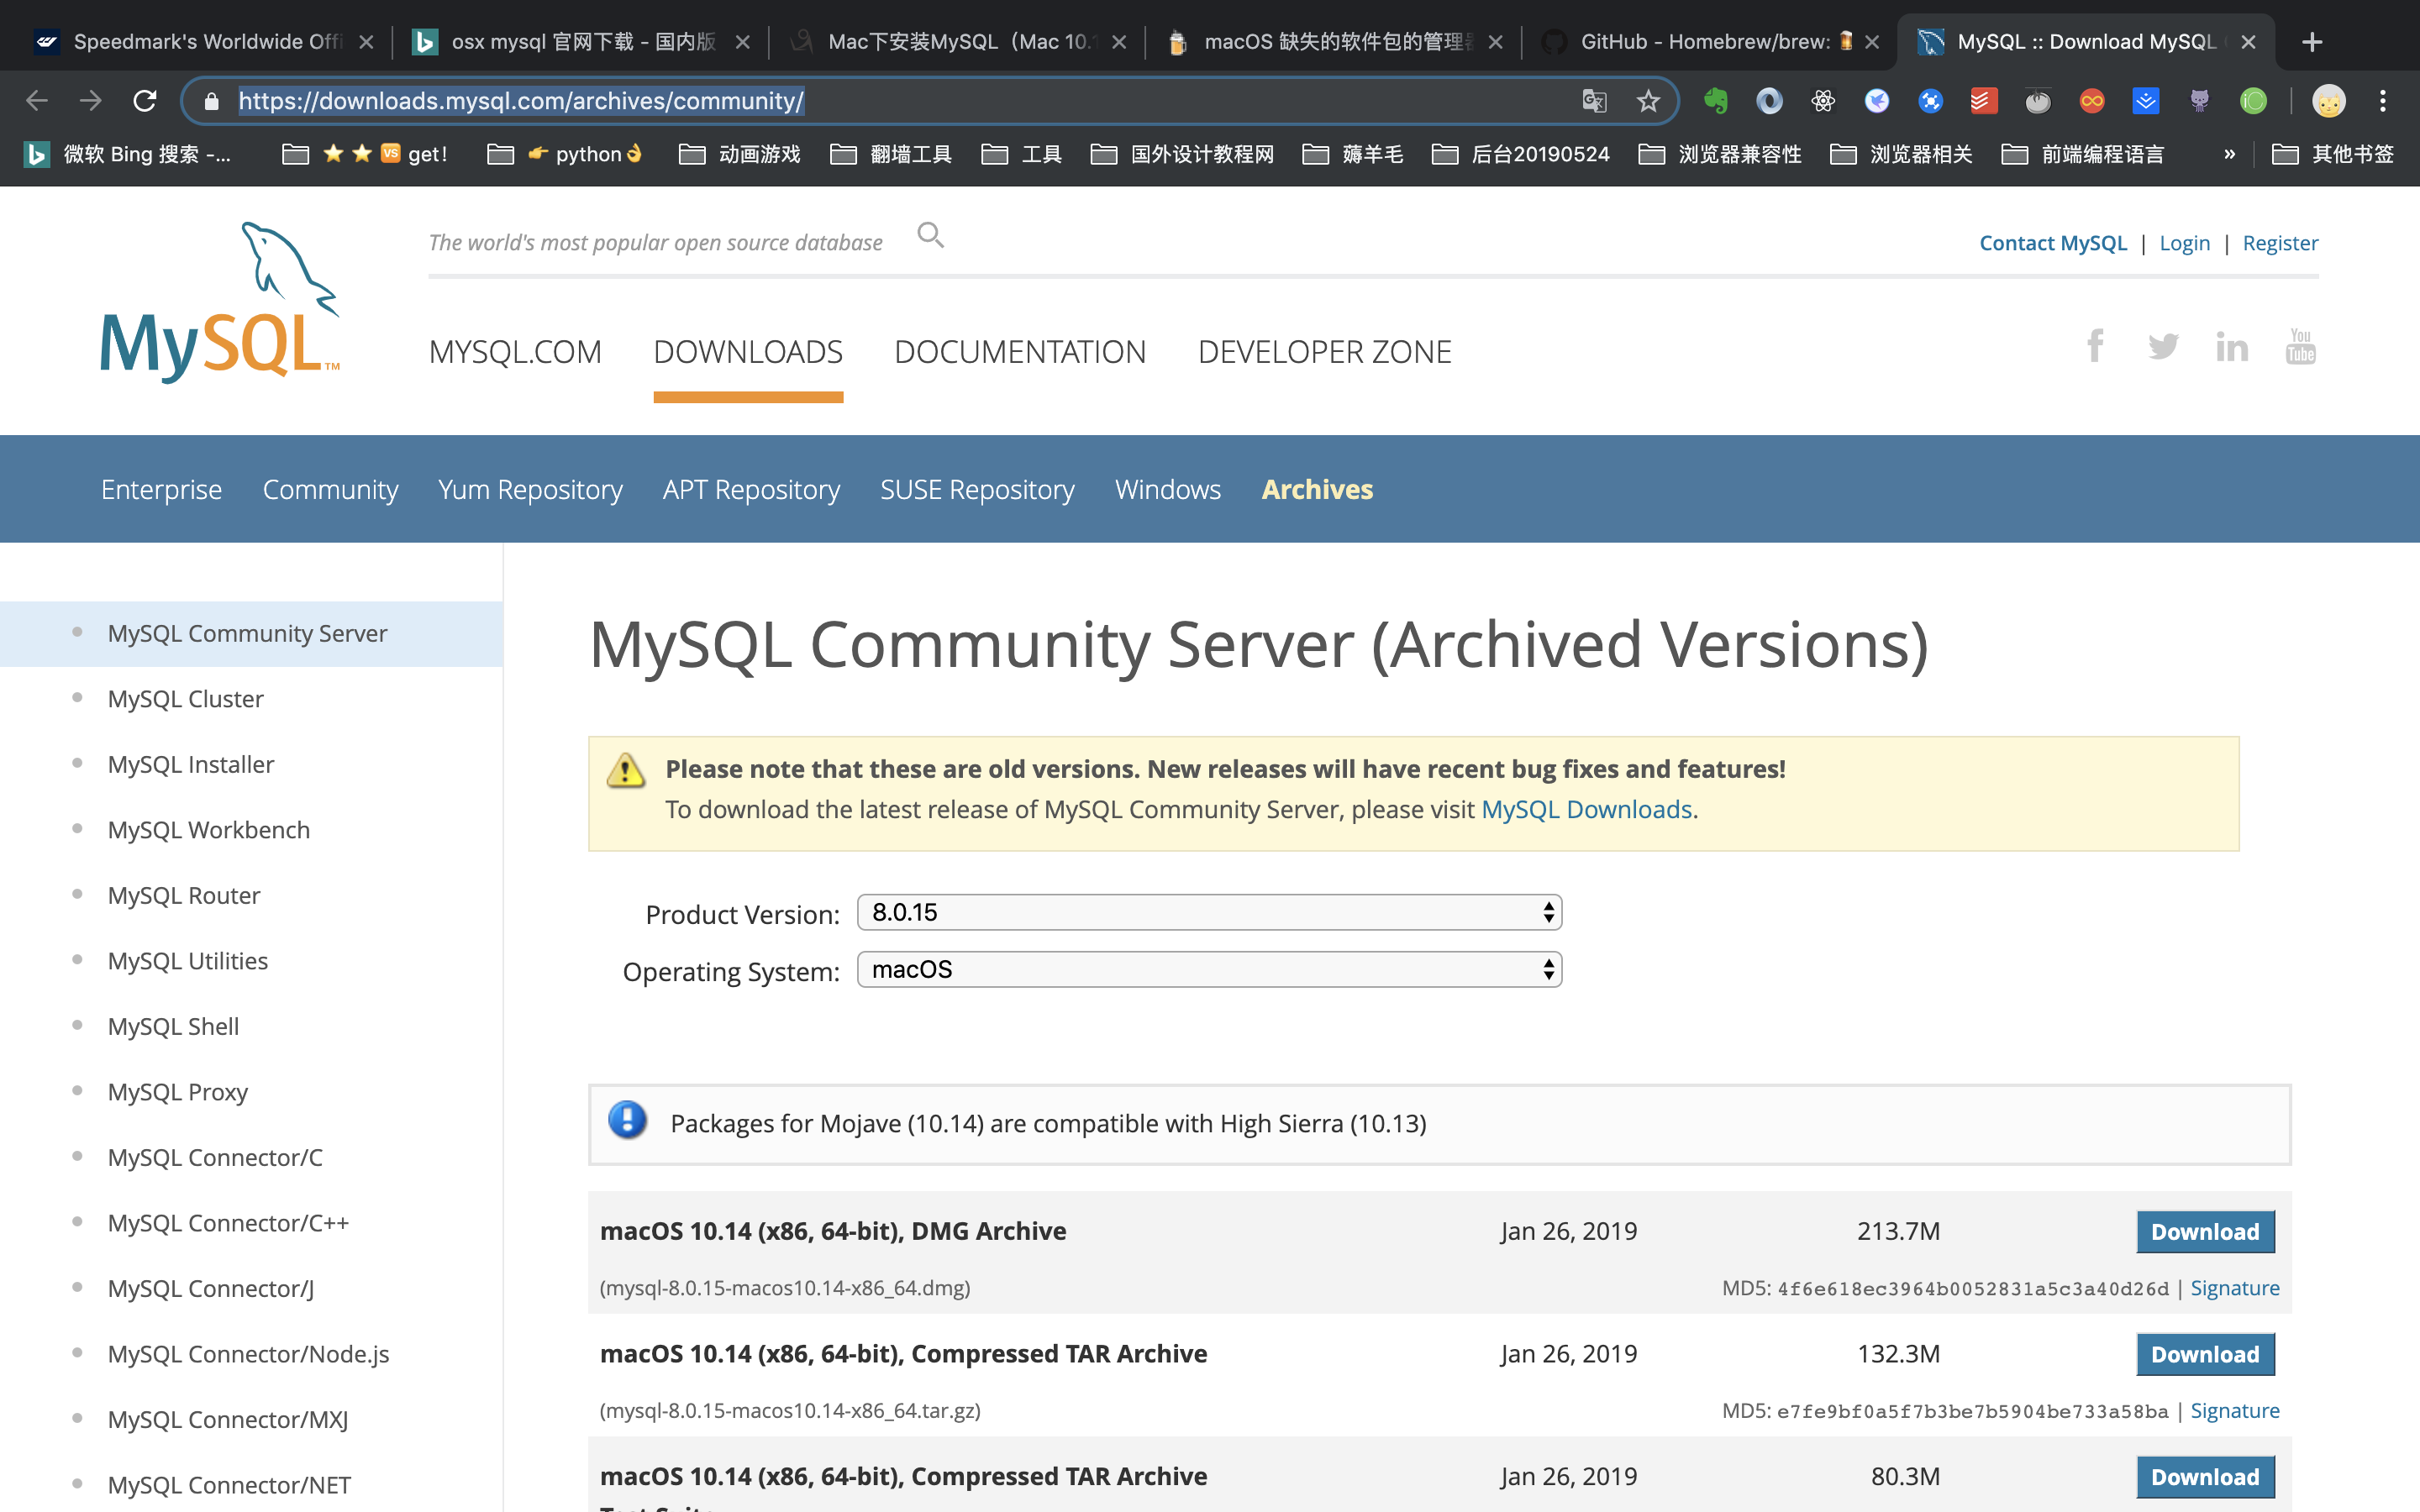 Speedmark's Worldwide Offi
osx mysql 官网下载 - 国内版
Mac下安装MySQL（Mac 10.1
macOS 缺失的软件包的管理器
GitHub - Homebrew/brew: 🍺
MySQL :: Download MySQL
https://downloads.mysql.com/archives/community/
微软 Bing 搜索 -...
⭐⭐🆚 get!
👉 python👌
动画游戏
翻墙工具
工具
国外设计教程网
薅羊毛
后台20190524
浏览器兼容性
浏览器相关
前端编程语言
»
其他书签
MySQL™
The world's most popular open source database
Contact MySQL | Login | Register
MYSQL.COM
DOWNLOADS
DOCUMENTATION
DEVELOPER ZONE
You Tube
Enterprise
Community
Yum Repository
APT Repository
SUSE Repository
Windows
Archives
MySQL Community Server
MySQL Cluster
MySQL Installer
MySQL Workbench
MySQL Router
MySQL Utilities
MySQL Shell
MySQL Proxy
MySQL Connector/C
MySQL Connector/C++
MySQL Connector/J
MySQL Connector/Node.js
MySQL Connector/MXJ
MySQL Connector/NET
MySQL Community Server (Archived Versions)
Please note that these are old versions. New releases will have recent bug fixes and features!
To download the latest release of MySQL Community Server, please visit MySQL Downloads.
Product Version: 8.0.15
Operating System: macOS
Packages for Mojave (10.14) are compatible with High Sierra (10.13)
macOS 10.14 (x86, 64-bit), DMG Archive Jan 26, 2019 213.7M Download
(mysql-8.0.15-macos10.14-x86_64.dmg) MD5: 4f6e618ec3964b0052831a5c3a40d26d | Signature
macOS 10.14 (x86, 64-bit), Compressed TAR Archive Jan 26, 2019 132.3M Download
(mysql-8.0.15-macos10.14-x86_64.tar.gz) MD5: e7fe9bf0a5f7b3be7b5904be733a58ba | Signature
macOS 10.14 (x86, 64-bit), Compressed TAR Archive Jan 26, 2019 80.3M Download